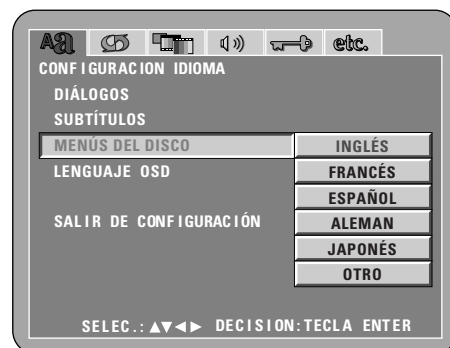 Aa etc.
CONFIGURACION IDIOMA
DIÁLOGOS
SUBTÍTULOS
MENÚS DEL DISCO INGLÉS
LENGUAJE OSD FRANCÉS
ESPAÑOL
SALIR DE CONFIGURACIÓN ALEMAN
JAPONÉS
OTRO
SELEC.: ▲▼◄► DECISION:TECLA ENTER